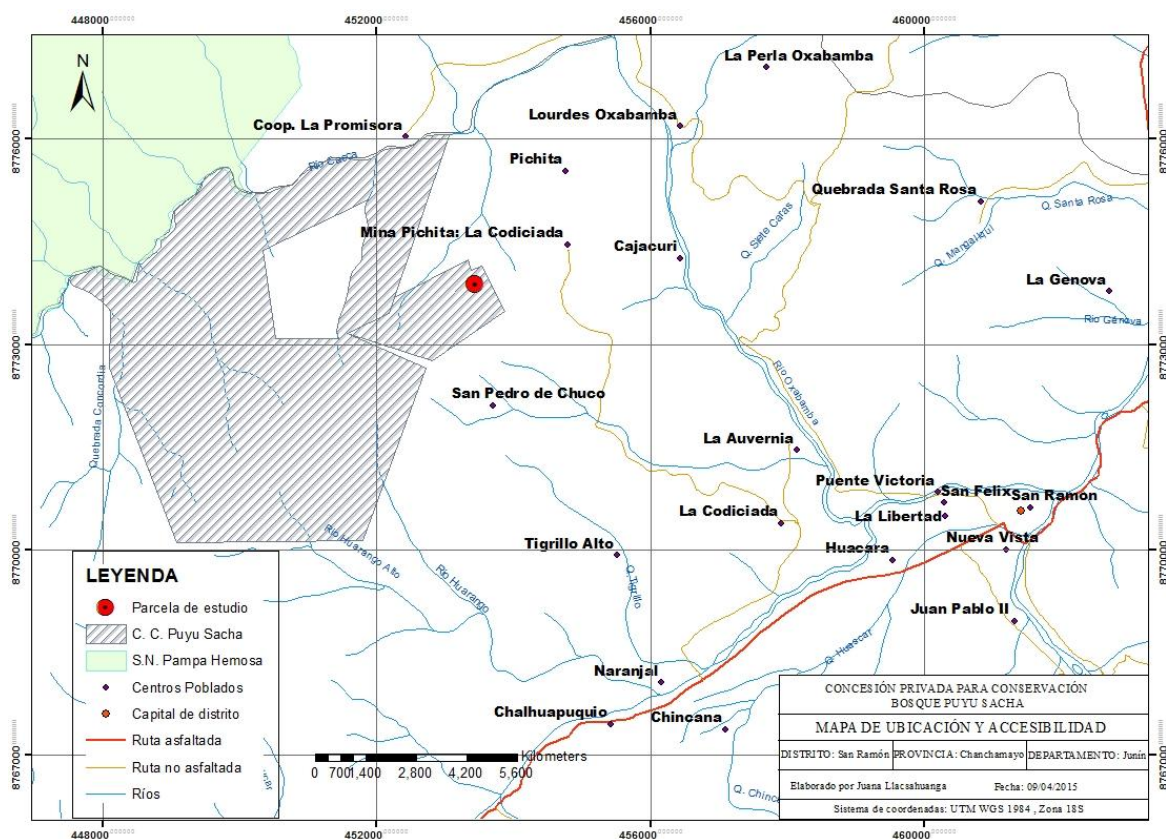 448000
452000
456000
460000
N
La Perla Oxabamba
Lourdes Oxabamba
Coop. La Promisora
8776000
8776000
Pichita
Quebrada Santa Rosa
Q. Santa Rosa
Q. Siete Caras
Mina Pichita: La Codiciada
Cajacuri
La Genova
Rio Génova
8773000
8773000
Río Oxabamba
San Pedro de Chuco
Quebrada Concordia
La Auvernia
Puente Victoria
San Felix
San Ramon
La Codiciada
La Libertad
Nueva Vista
Huacara
Tigrillo Alto
8770000
8770000
Río Huarango Alto
Río Huarango
Q. Tigrillo
Juan Pablo II
Q. Huascar
Naranjal
Chalhuapuquio
Chincana
8767000
8767000
LEYENDA
Parcela de estudio
C. C. Puyu Sacha
S.N. Pampa Hemosa
Centros Poblados
Capital de distrito
Ruta asfaltada
Ruta no asfaltada
Ríos
Kilometers
0 700 1,400 2,800 4,200 5,600
CONCESIÓN PRIVADA PARA CONSERVACIÓN
BOSQUE PUYU SACHA
MAPA DE UBICACIÓN Y ACCESIBILIDAD
DISTRITO: San Ramón PROVINCIA: Chanchamayo DEPARTAMENTO: Junín
Elaborado por Juana Llacsahuanga Fecha: 09/04/2015
Sistema de coordenadas: UTM WGS 1984 , Zona 18S
448000
452000
456000
460000